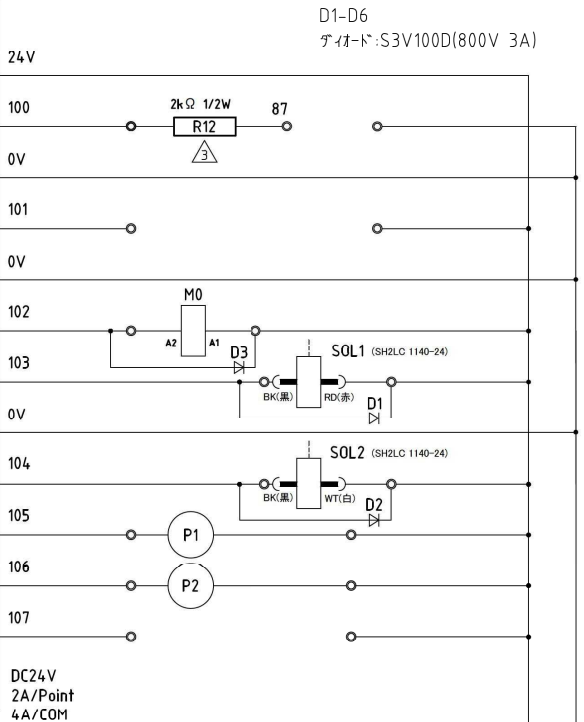 D1-D6
ﾀﾞｲｵｰﾄﾞ:S3V100D(800V 3A)
24V
100
2kΩ 1/2W
87
R12
3
0V
101
0V
102
M0
A2
A1
D3
SOL1 (SH2LC 1140-24)
103
BK(黒)
RD(赤)
D1
0V
SOL2 (SH2LC 1140-24)
104
BK(黒)
WT(白)
D2
105
P1
106
P2
107
DC24V
2A/Point
4A/COM